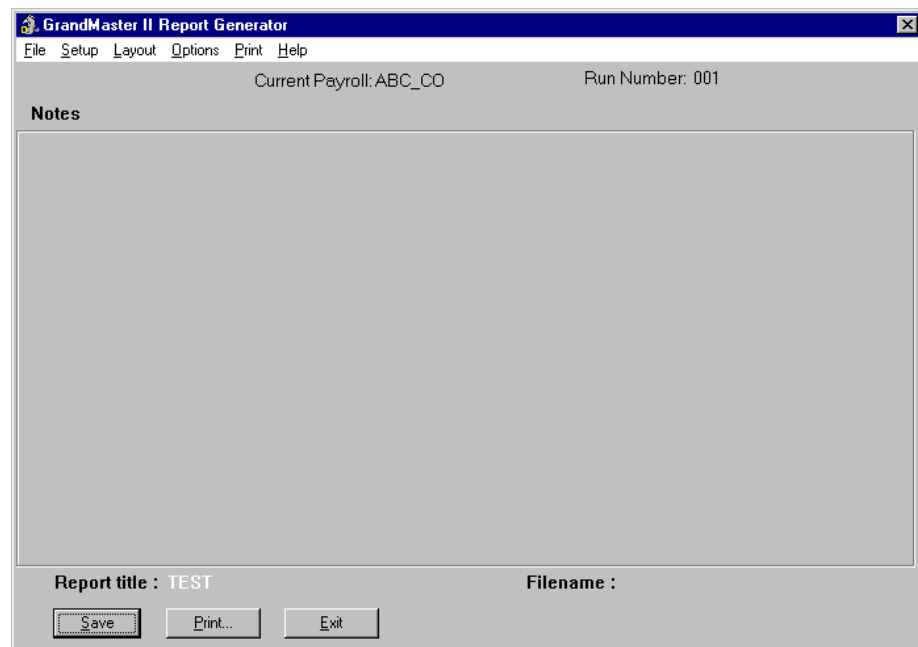 GrandMaster II Report Generator
File Setup Layout Options Print Help
Current Payroll: ABC_CO Run Number: 001
Notes
Report title : TEST Filename :
Save Print... Exit